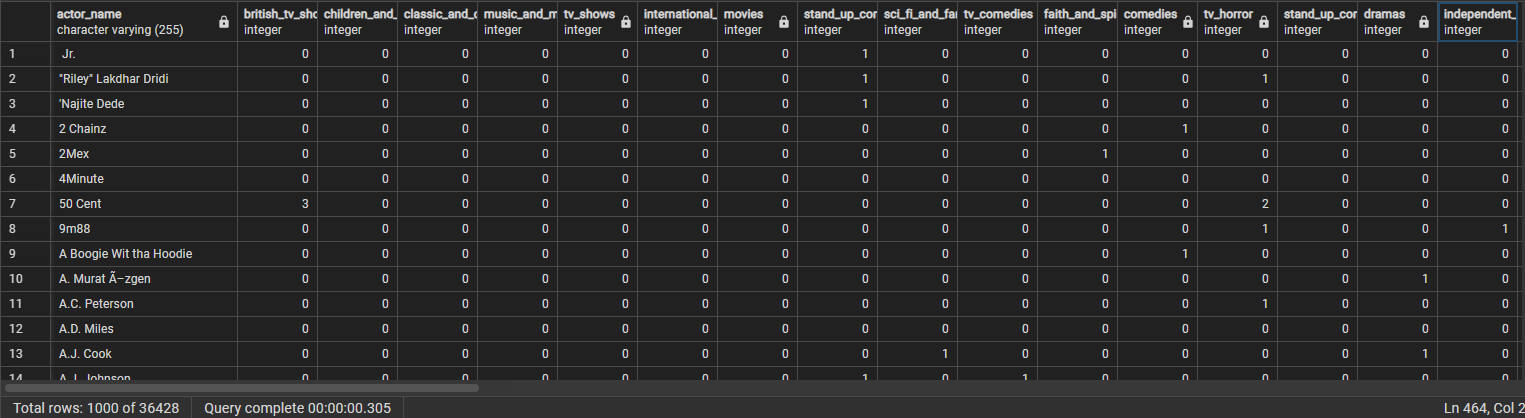 actor_name british_tv_sho children_and_ classic_and_c music_and_m tv_shows international_ movies stand_up_cor sci_fi_and_fa tv_comedies faith_and_spi comedies tv_horror stand_up_cor dramas independent_
character varying (255) integer integer integer integer integer integer integer integer integer integer integer integer integer integer integer integer
1 Jr. 0 0 0 0 0 0 0 1 0 0 0 0 0 0 0 0
2 "Riley" Lakdhar Dridi 0 0 0 0 0 0 0 1 0 0 0 0 1 0 0 0
3 'Najite Dede 0 0 0 0 0 0 0 1 0 0 0 0 0 0 0 0
4 2 Chainz 0 0 0 0 0 0 0 0 0 0 0 1 0 0 0 0
5 2Mex 0 0 0 0 0 0 0 0 0 0 1 0 0 0 0 0
6 4Minute 0 0 0 0 0 0 0 0 0 0 0 0 0 0 0 0
7 50 Cent 3 0 0 0 0 0 0 0 0 0 0 0 2 0 0 0
8 9m88 0 0 0 0 0 0 0 0 0 0 0 0 1 0 0 1
9 A Boogie Wit tha Hoodie 0 0 0 0 0 0 0 0 0 0 0 1 0 0 0 0
10 A. Murat Ã–zgen 0 0 0 0 0 0 0 0 0 0 0 0 0 0 1 0
11 A.C. Peterson 0 0 0 0 0 0 0 0 0 0 0 0 1 0 0 0
12 A.D. Miles 0 0 0 0 0 0 0 0 0 0 0 0 0 0 0 0
13 A.J. Cook 0 0 0 0 0 0 0 0 1 0 0 0 0 0 1 0
14 A.J. Johnson 0 0 0 0 0 0 0 1 0 1 0 0 0 0 0 0
Total rows: 1000 of 36428 Query complete 00:00:00.305 Ln 464, Col 2